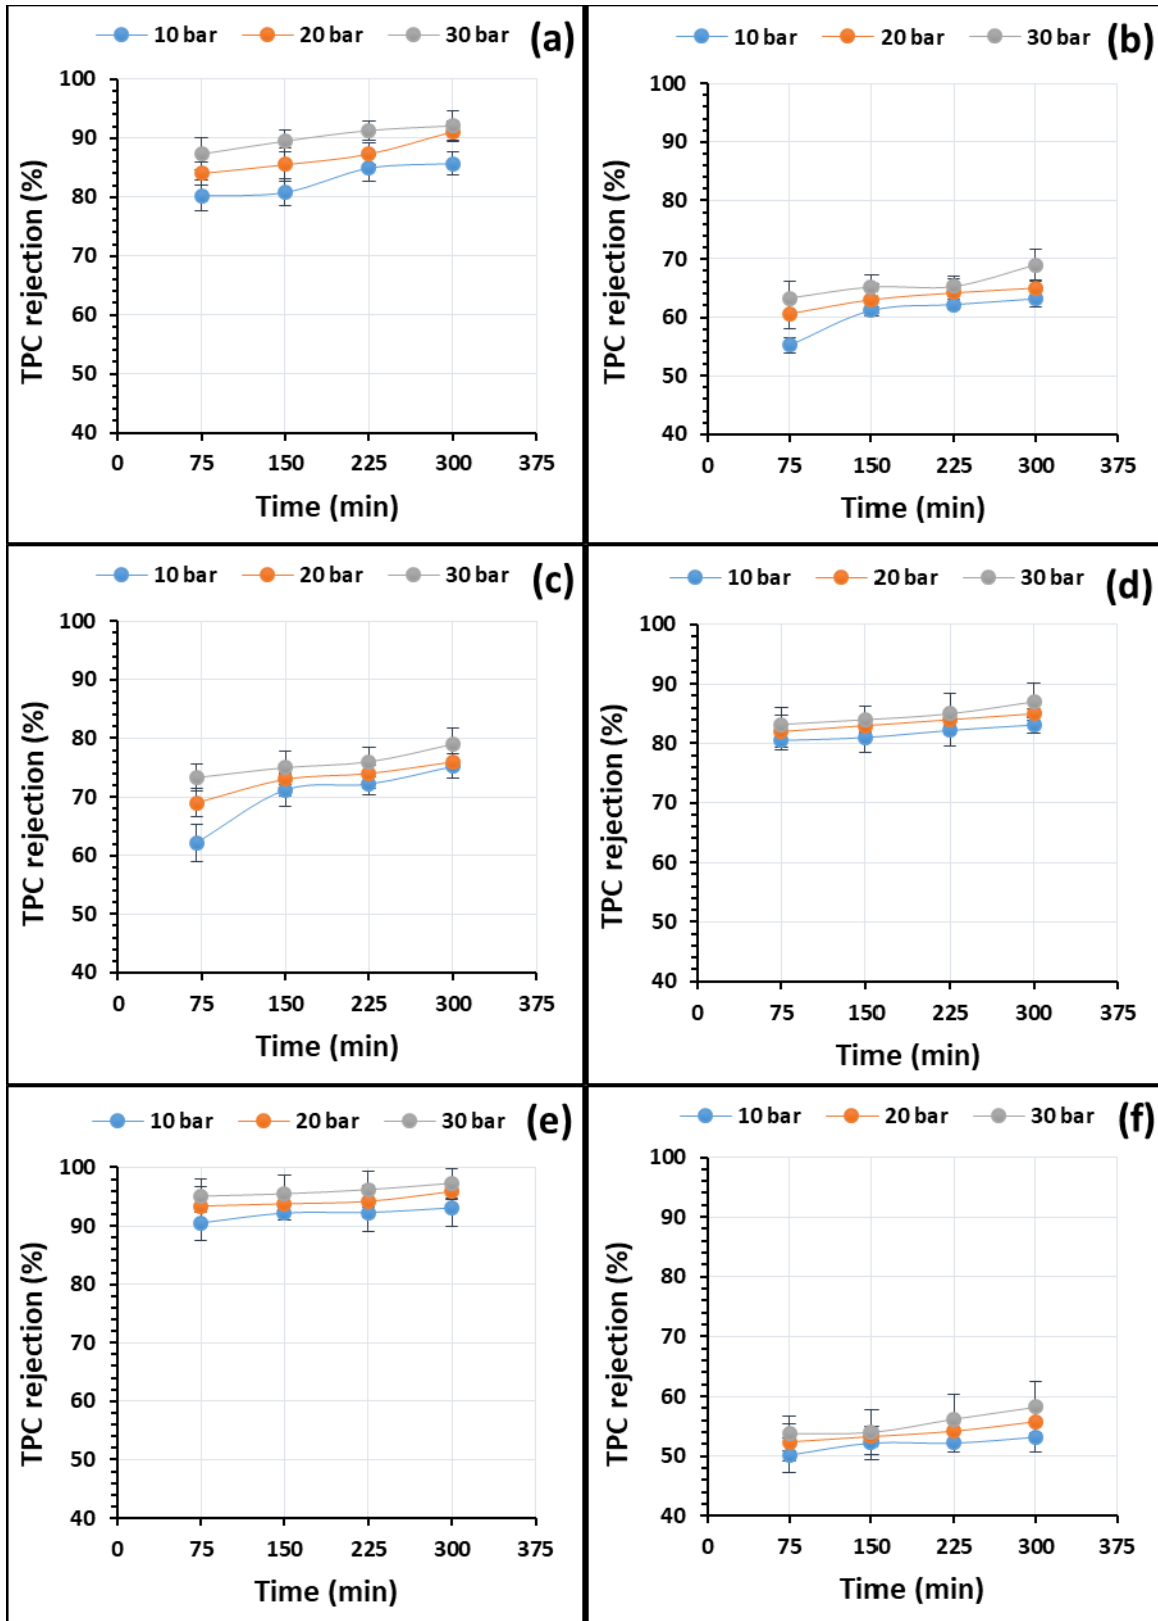 10 bar 20 bar 30 bar (a)
100
90
80
70
60
50
40
TPC rejection (%)
0 75 150 225 300 375
Time (min)
10 bar 20 bar 30 bar (b)
100
90
80
70
60
50
40
TPC rejection (%)
0 75 150 225 300 375
Time (min)
10 bar 20 bar 30 bar (c)
100
90
80
70
60
50
40
TPC rejection (%)
0 75 150 225 300 375
Time (min)
10 bar 20 bar 30 bar (d)
100
90
80
70
60
50
40
TPC rejection (%)
0 75 150 225 300 375
Time (min)
10 bar 20 bar 30 bar (e)
100
90
80
70
60
50
40
TPC rejection (%)
0 75 150 225 300 375
Time (min)
10 bar 20 bar 30 bar (f)
100
90
80
70
60
50
40
TPC rejection (%)
0 75 150 225 300 375
Time (min)